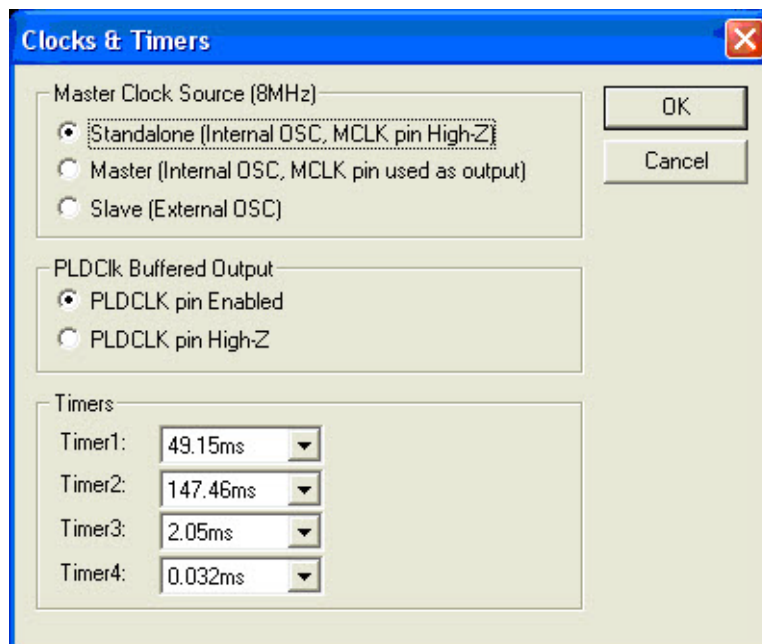 Clocks & Timers
Master Clock Source (8MHz)
Standalone (Internal OSC, MCLK pin High-Z)
Master (Internal OSC, MCLK pin used as output)
Slave (External OSC)
OK
Cancel
PLDClk Buffered Output
PLDCLK pin Enabled
PLDCLK pin High-Z
Timers
Timer1: 49.15ms
Timer2: 147.46ms
Timer3: 2.05ms
Timer4: 0.032ms